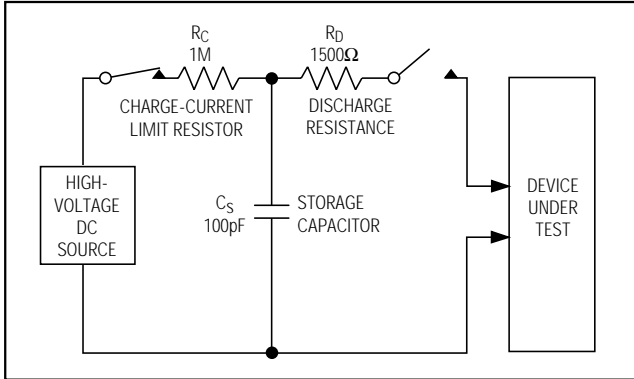 R_C
1M
CHARGE-CURRENT
LIMIT RESISTOR
R_D
1500Ω
DISCHARGE
RESISTANCE
HIGH-
VOLTAGE
DC
SOURCE
C_S
100pF
STORAGE
CAPACITOR
DEVICE
UNDER
TEST